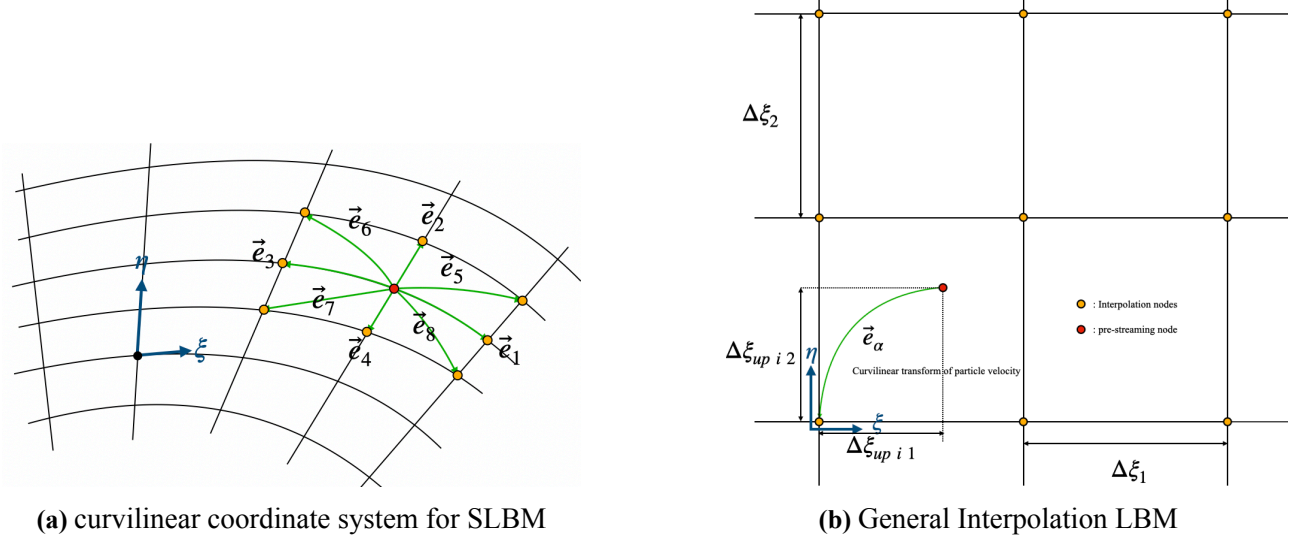 e⃗₆
e⃗₂
e⃗₃
e⃗₅
η
e⃗₇
e⃗₈
ξ
e⃗₄
e⃗₁
(a) curvilinear coordinate system for SLBM
Δξ₂
: Interpolation nodes
: pre-streaming node
e⃗α
Δξup i 2
η
Curvilinear transform of particle velocity
ξ
Δξup i 1
Δξ₁
(b) General Interpolation LBM